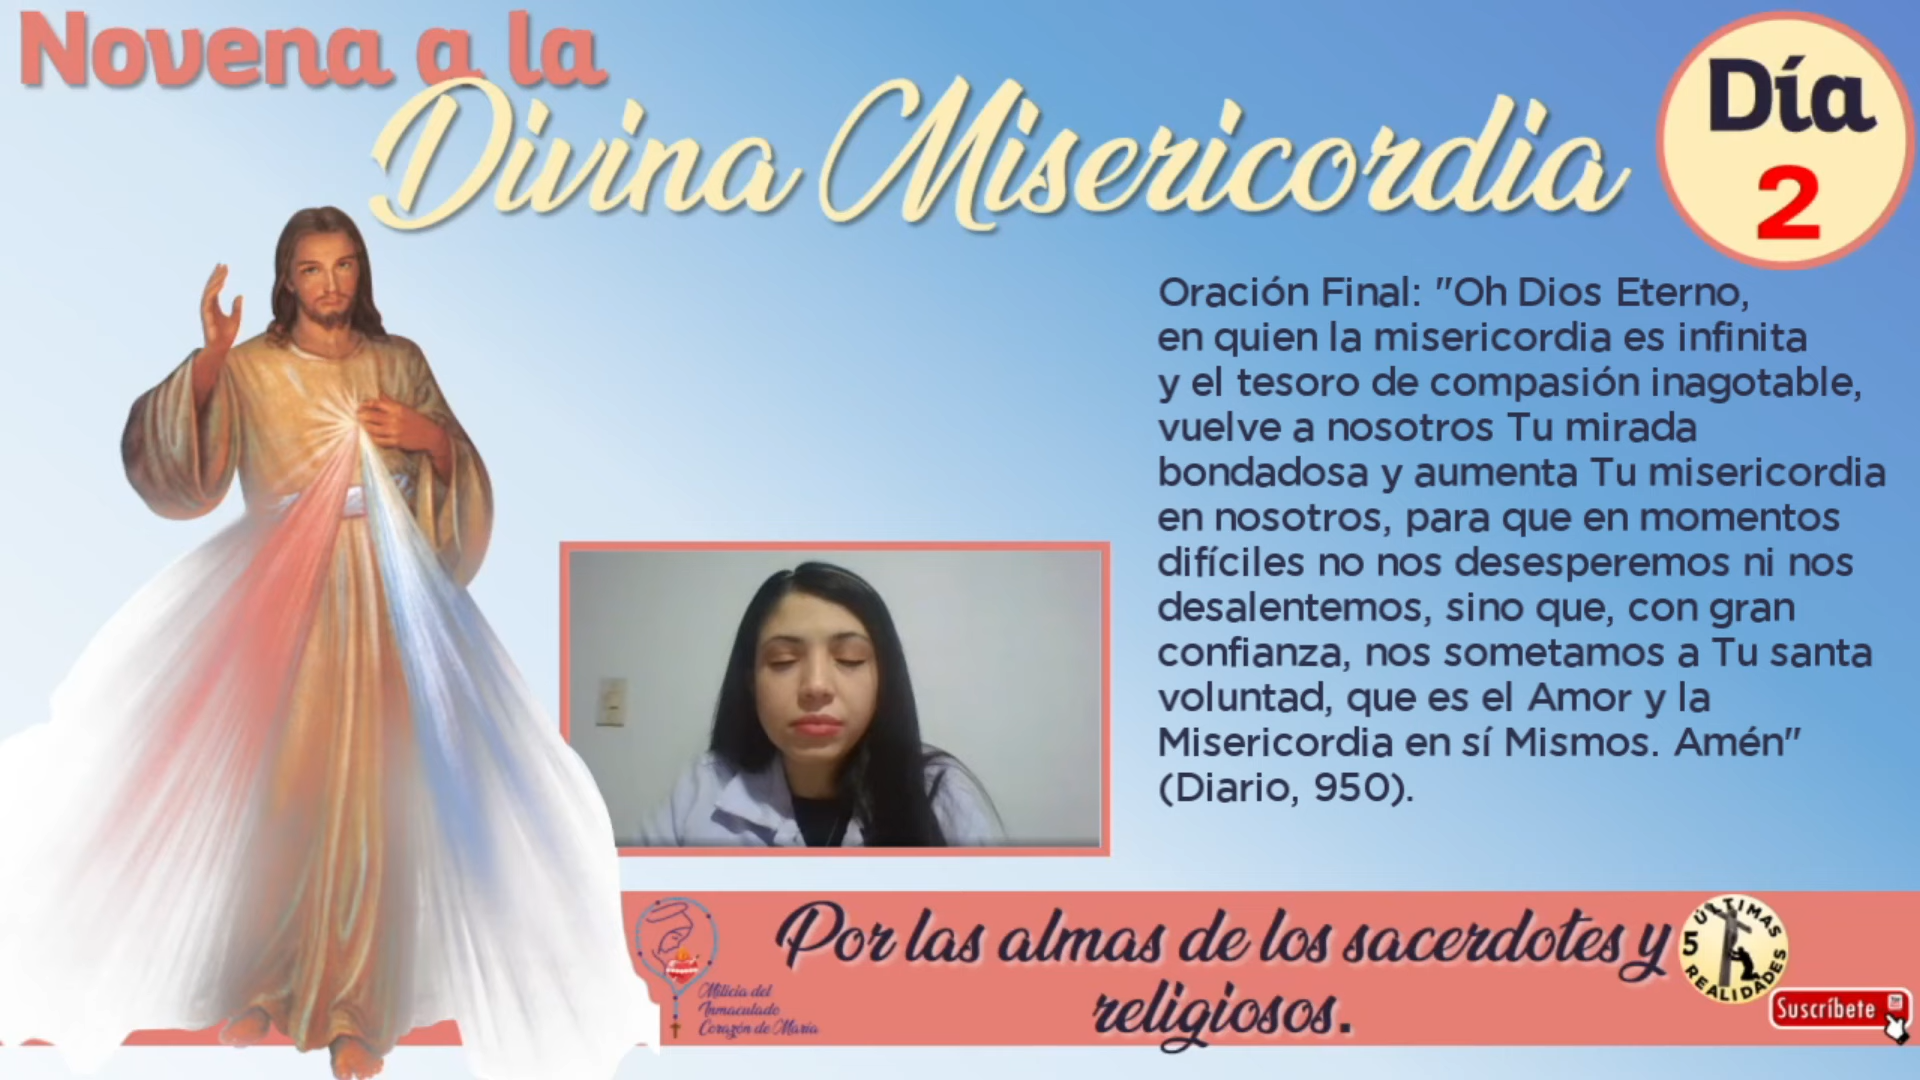 Novena a la
Divina Misericordia
Día
2
Oración Final: "Oh Dios Eterno,
en quien la misericordia es infinita
y el tesoro de compasión inagotable,
vuelve a nosotros Tu mirada
bondadosa y aumenta Tu misericordia
en nosotros, para que en momentos
difíciles no nos desesperemos ni nos
desalentemos, sino que, con gran
confianza, nos sometamos a Tu santa
voluntad, que es el Amor y la
Misericordia en sí Mismos. Amén"
(Diario, 950).
Por las almas de los sacerdotes y
religiosos.
Milicia del
Inmaculado
Corazón de María
5 ÚLTIMAS
REALIDADES
Suscríbete